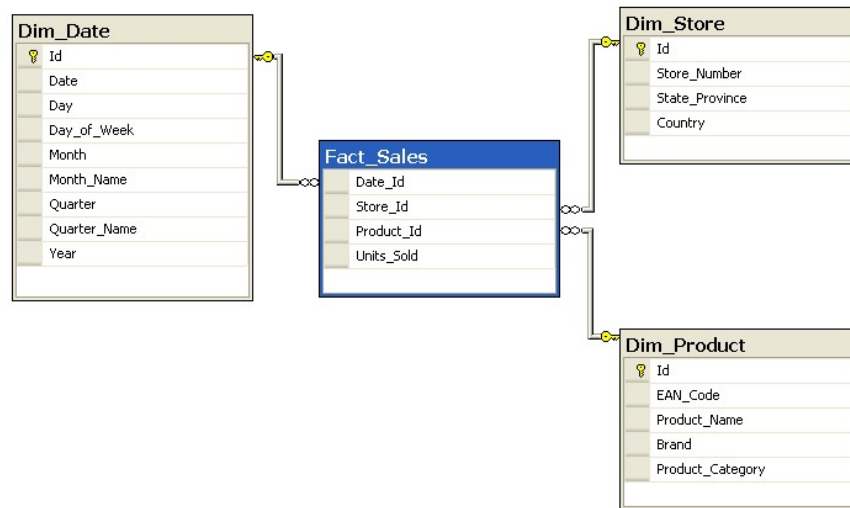 Dim_Date
Id
Date
Day
Day_of_Week
Month
Month_Name
Quarter
Quarter_Name
Year
Fact_Sales
Date_Id
Store_Id
Product_Id
Units_Sold
Dim_Store
Id
Store_Number
State_Province
Country
Dim_Product
Id
EAN_Code
Product_Name
Brand
Product_Category